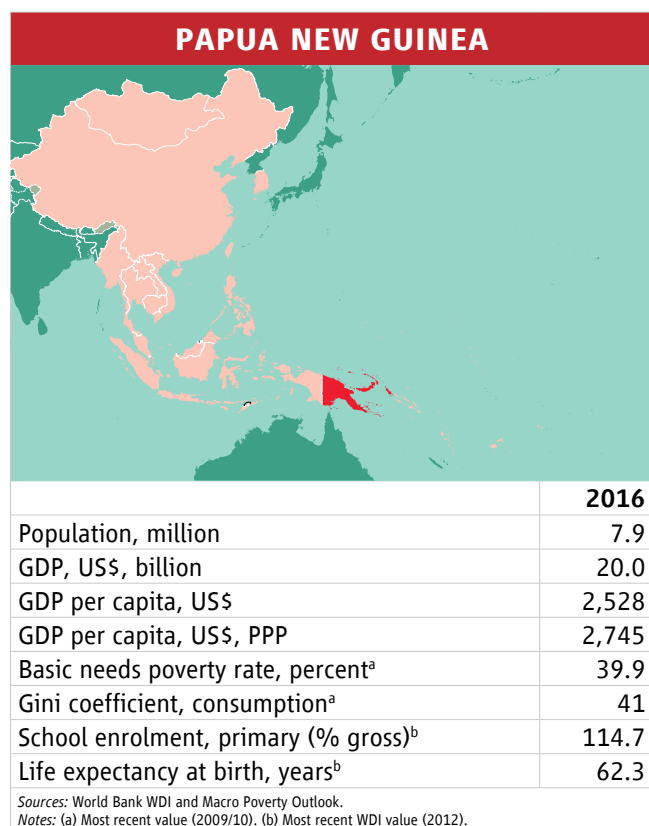 PAPUA NEW GUINEA
2016
Population, million 7.9
GDP, US$, billion 20.0
GDP per capita, US$ 2,528
GDP per capita, US$, PPP 2,745
Basic needs poverty rate, percentᵃ 39.9
Gini coefficient, consumptionᵃ 41
School enrolment, primary (% gross)ᵇ 114.7
Life expectancy at birth, yearsᵇ 62.3
Sources: World Bank WDI and Macro Poverty Outlook.
Notes: (a) Most recent value (2009/10). (b) Most recent WDI value (2012).